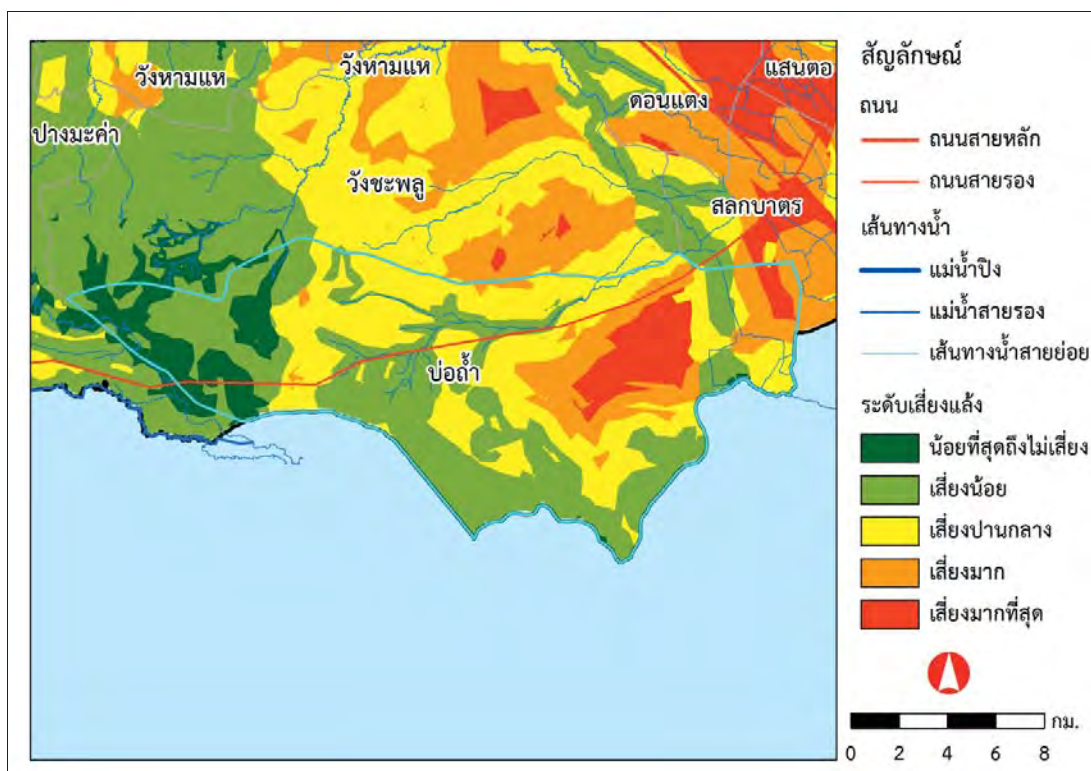 วังหามแห
วังหามแห
แสนตอ
ดอนแตง
ปางมะค่า
วังชะพลู
สลกบาตร
บ่อถ้ำ
สัญลักษณ์
ถนน
ถนนสายหลัก
ถนนสายรอง
เส้นทางน้ำ
แม่น้ำปิง
แม่น้ำสายรอง
เส้นทางน้ำสายย่อย
ระดับเสี่ยงแล้ง
น้อยที่สุดถึงไม่เสี่ยง
เสี่ยงน้อย
เสี่ยงปานกลาง
เสี่ยงมาก
เสี่ยงมากที่สุด
กม.
0 2 4 6 8